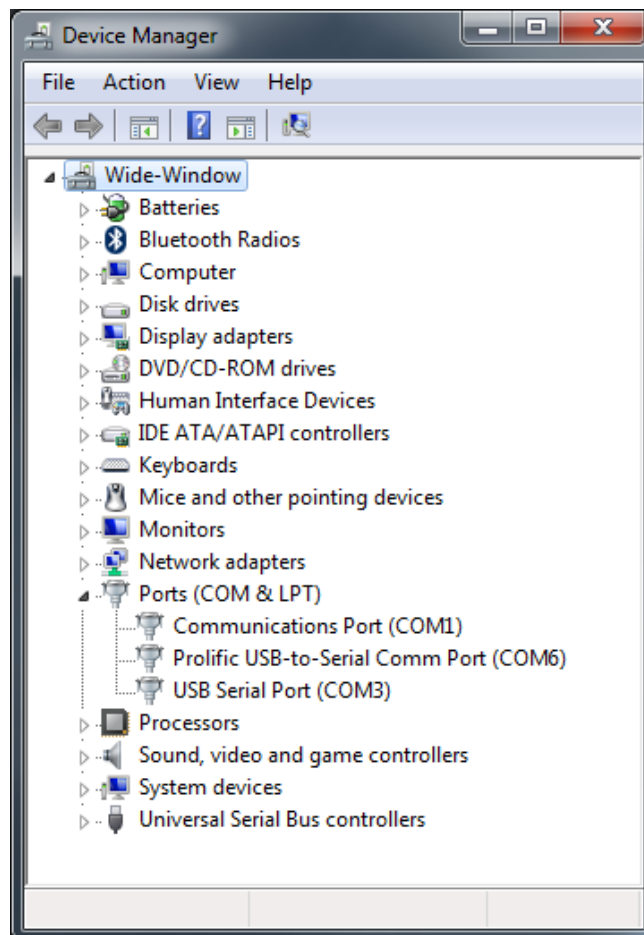 Device Manager
File Action View Help
Wide-Window
Batteries
Bluetooth Radios
Computer
Disk drives
Display adapters
DVD/CD-ROM drives
Human Interface Devices
IDE ATA/ATAPI controllers
Keyboards
Mice and other pointing devices
Monitors
Network adapters
Ports (COM & LPT)
Communications Port (COM1)
Prolific USB-to-Serial Comm Port (COM6)
USB Serial Port (COM3)
Processors
Sound, video and game controllers
System devices
Universal Serial Bus controllers